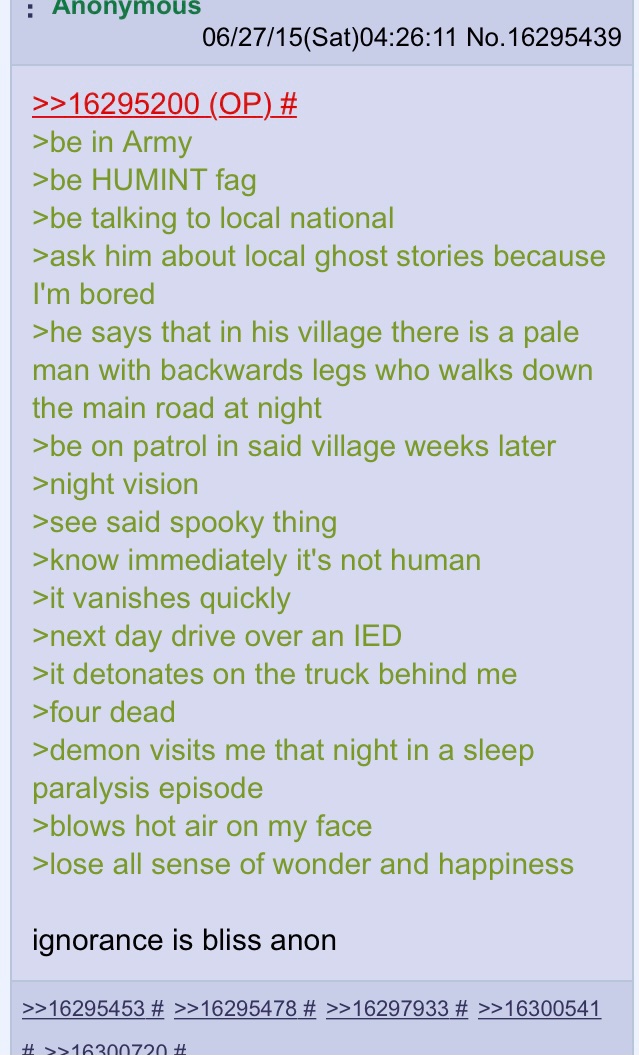 Anonymous
06/27/15(Sat)04:26:11 No.16295439
>>16295200 (OP) #
>be in Army
>be HUMINT fag
>be talking to local national
>ask him about local ghost stories because
I'm bored
>he says that in his village there is a pale
man with backwards legs who walks down
the main road at night
>be on patrol in said village weeks later
>night vision
>see said spooky thing
>know immediately it's not human
>it vanishes quickly
>next day drive over an IED
>it detonates on the truck behind me
>four dead
>demon visits me that night in a sleep
paralysis episode
>blows hot air on my face
>lose all sense of wonder and happiness
ignorance is bliss anon
>>16295453 # >>16295478 # >>16297933 # >>16300541
# >>16300720 #